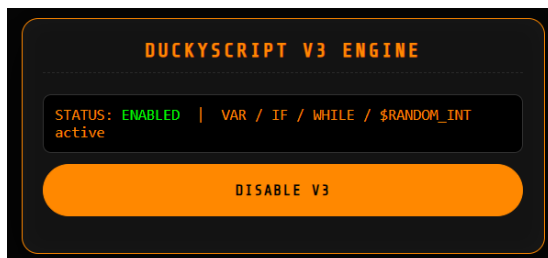 DUCKYSCRIPT V3 ENGINE
STATUS: ENABLED | VAR / IF / WHILE / $RANDOM_INT
active
DISABLE V3